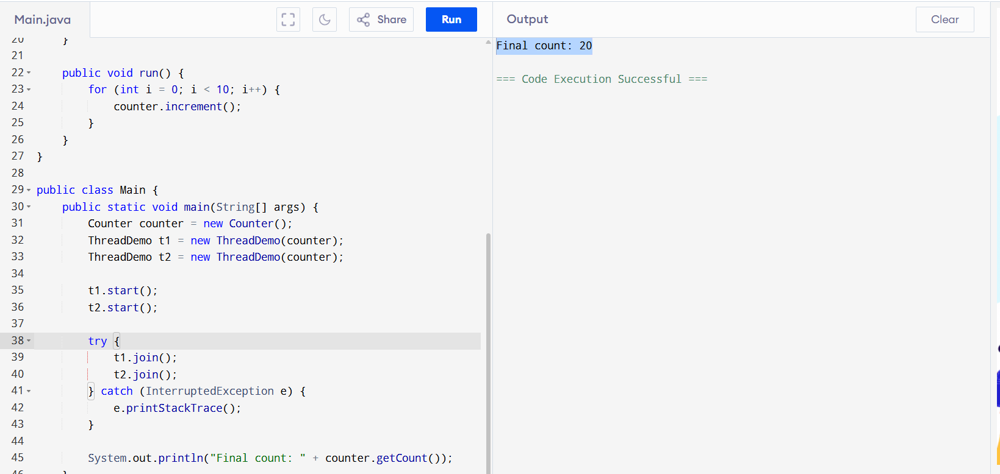 Main.java
Share
Run
20 }
21
22 public void run() {
23 for (int i = 0; i < 10; i++) {
24 counter.increment();
25 }
26 }
27 }
28
29 public class Main {
30 public static void main(String[] args) {
31 Counter counter = new Counter();
32 ThreadDemo t1 = new ThreadDemo(counter);
33 ThreadDemo t2 = new ThreadDemo(counter);
34
35 t1.start();
36 t2.start();
37
38 try {
39 t1.join();
40 t2.join();
41 } catch (InterruptedException e) {
42 e.printStackTrace();
43 }
44
45 System.out.println("Final count: " + counter.getCount());
46 }
Output
Clear
Final count: 20
=== Code Execution Successful ===